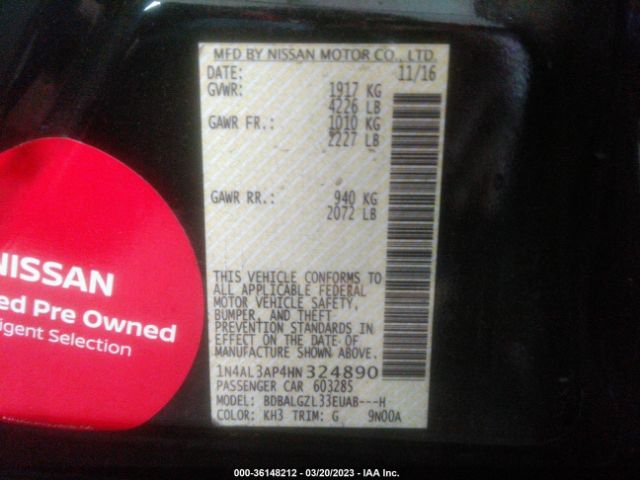 MFD BY NISSAN MOTOR CO., LTD
DATE: 11/16
GVWR: 1917 KG
4226 LB
GAWR FR.: 1010 KG
2227 LB
GAWR RR.: 940 KG
2072 LB
THIS VEHICLE CONFORMS TO
ALL APPLICABLE FEDERAL
MOTOR VEHICLE SAFETY,
BUMPER, AND THEFT
PREVENTION STANDARDS IN
EFFECT ON THE DATE OF
MANUFACTURE SHOWN ABOVE.
1N4AL3AP4HN324890
PASSENGER CAR 603285
MODEL: BDBALGZL33EUAB---H
COLOR: KH3 TRIM: G 9N00A
NISSAN
ed Pre Owned
igent Selection
000-36148212 - 03/20/2023 - IAA Inc.